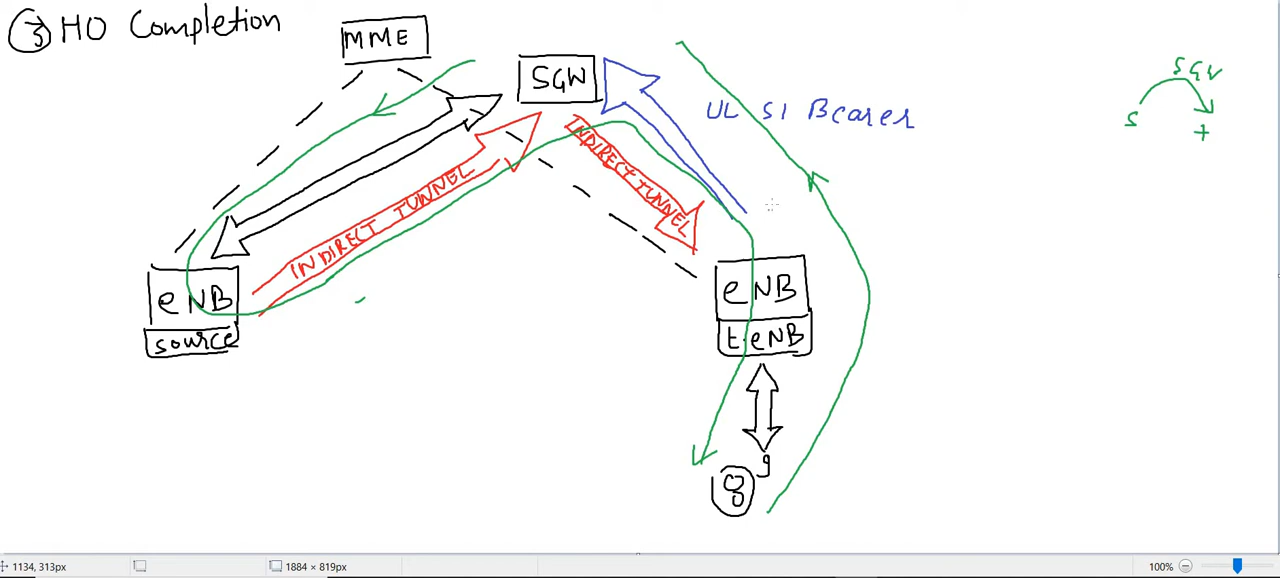 ③ HO Completion
MME
SGW
SGW
S
t
UL S1 Bearer
INDIRECT TUNNEL
INDIRECT TUNNEL
eNB
source
eNB
t-eNB
1134, 313px
1884 × 819px
100%